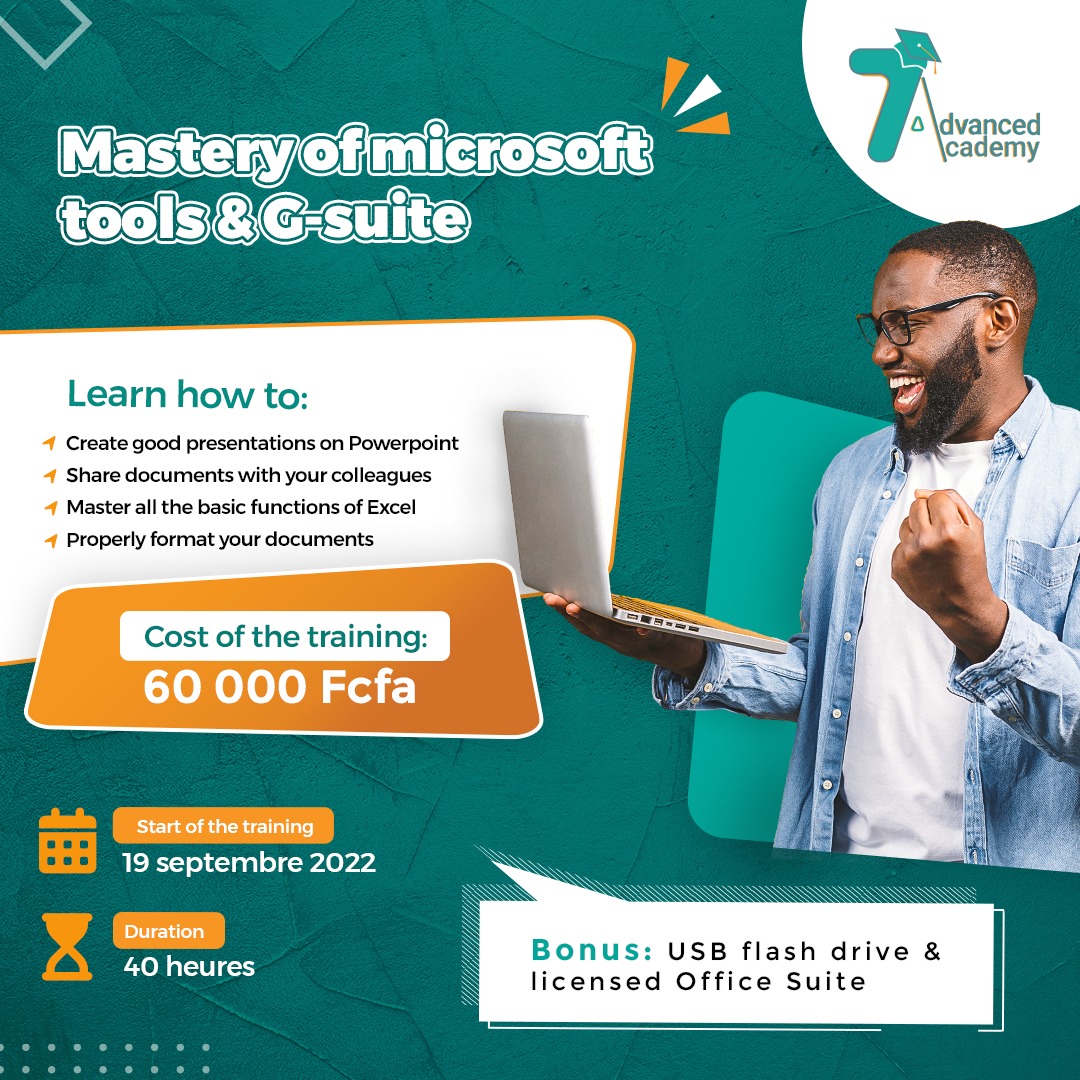 7 Advanced
Academy
Mastery of microsoft
tools & G-suite
Learn how to:
Create good presentations on Powerpoint
Share documents with your colleagues
Master all the basic functions of Excel
Properly format your documents
Cost of the training:
60 000 Fcfa
Start of the training
19 septembre 2022
Duration
40 heures
Bonus: USB flash drive &
licensed Office Suite